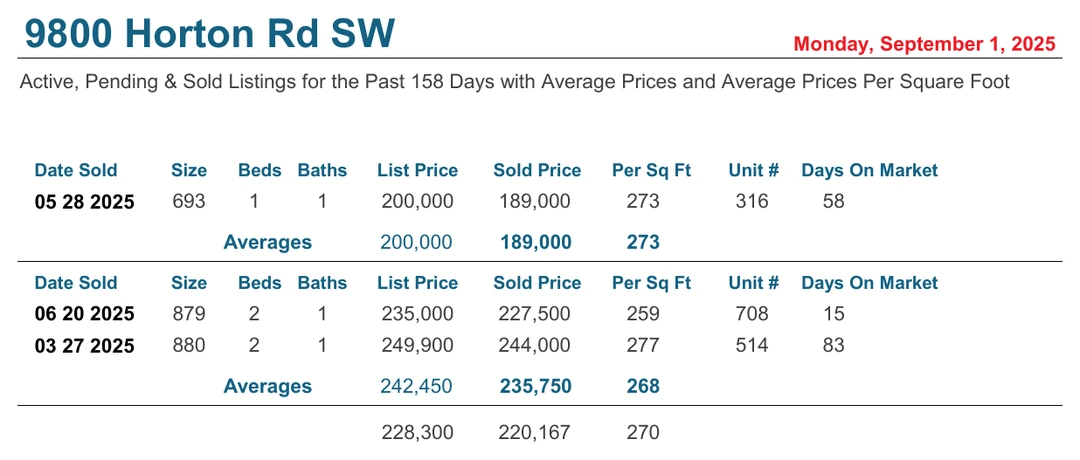 9800 Horton Rd SW
Monday, September 1, 2025
Active, Pending & Sold Listings for the Past 158 Days with Average Prices and Average Prices Per Square Foot
Date Sold Size Beds Baths List Price Sold Price Per Sq Ft Unit # Days On Market
05 28 2025 693 1 1 200,000 189,000 273 316 58
Averages 200,000 189,000 273
Date Sold Size Beds Baths List Price Sold Price Per Sq Ft Unit # Days On Market
06 20 2025 879 2 1 235,000 227,500 259 708 15
03 27 2025 880 2 1 249,900 244,000 277 514 83
Averages 242,450 235,750 268
228,300 220,167 270